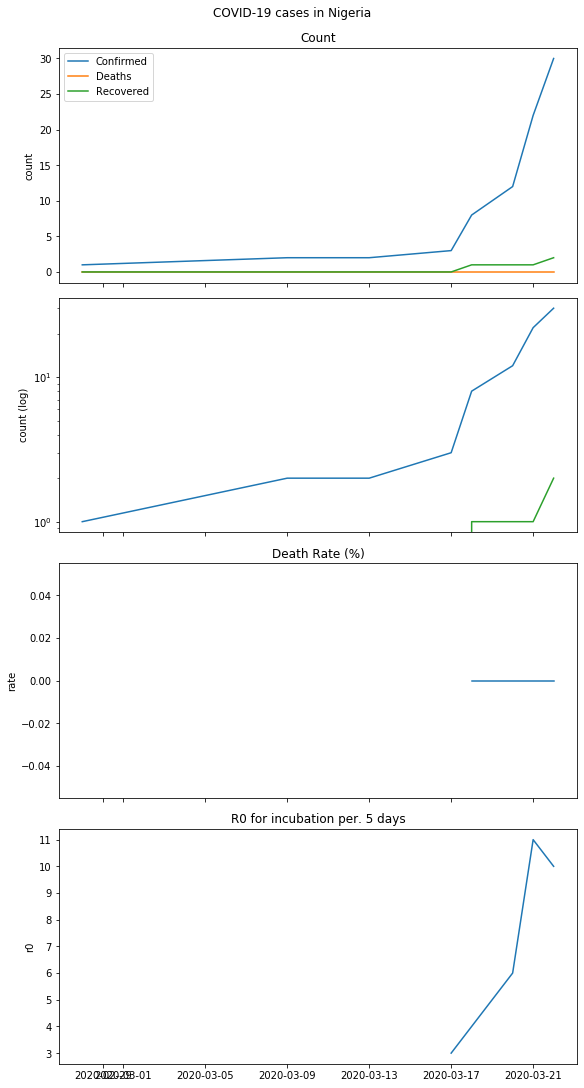 COVID-19 cases in Nigeria
Count
Confirmed
Deaths
Recovered
30
25
20
15
10
5
0
count
10¹
10⁰
count (log)
Death Rate (%)
0.04
0.02
0.00
−0.02
−0.04
rate
R0 for incubation per. 5 days
11
10
9
8
7
6
5
4
3
r0
2020-03-01 2020-03-05 2020-03-09 2020-03-13 2020-03-17 2020-03-21